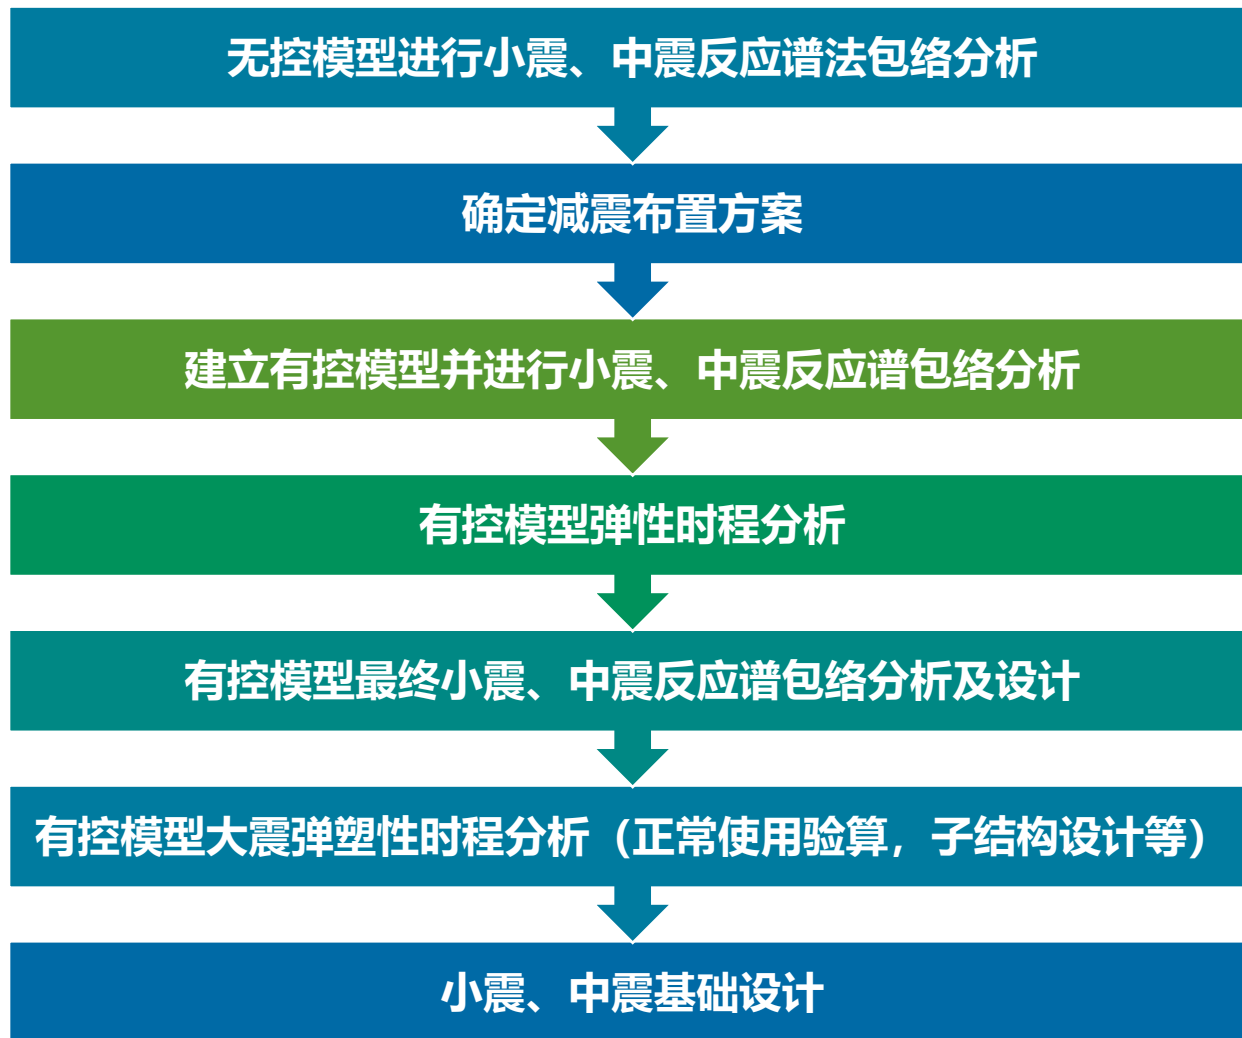 无控模型进行小震、中震反应谱法包络分析
确定减震布置方案
建立有控模型并进行小震、中震反应谱包络分析
有控模型弹性时程分析
有控模型最终小震、中震反应谱包络分析及设计
有控模型大震弹塑性时程分析（正常使用验算，子结构设计等）
小震、中震基础设计